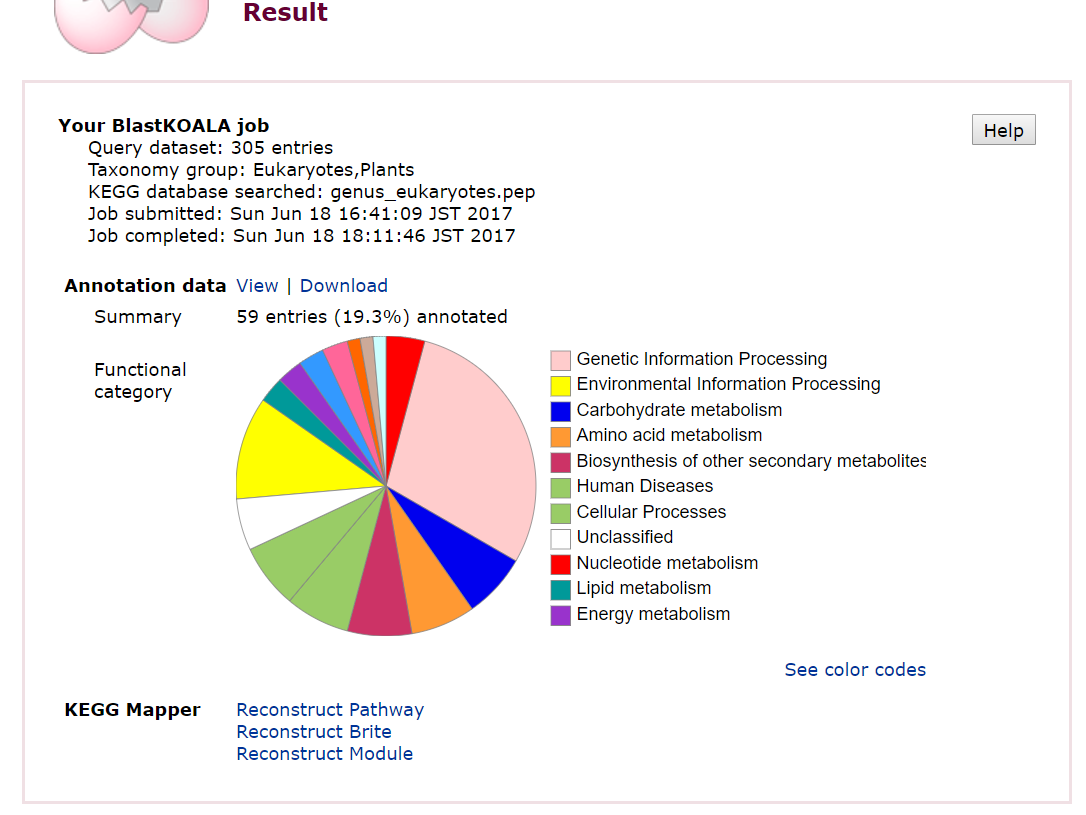 Result
Your BlastKOALA job
Help
Query dataset: 305 entries
Taxonomy group: Eukaryotes,Plants
KEGG database searched: genus_eukaryotes.pep
Job submitted: Sun Jun 18 16:41:09 JST 2017
Job completed: Sun Jun 18 18:11:46 JST 2017
Annotation data View | Download
Summary 59 entries (19.3%) annotated
Functional
category
Genetic Information Processing
Environmental Information Processing
Carbohydrate metabolism
Amino acid metabolism
Biosynthesis of other secondary metabolites
Human Diseases
Cellular Processes
Unclassified
Nucleotide metabolism
Lipid metabolism
Energy metabolism
See color codes
KEGG Mapper Reconstruct Pathway
Reconstruct Brite
Reconstruct Module